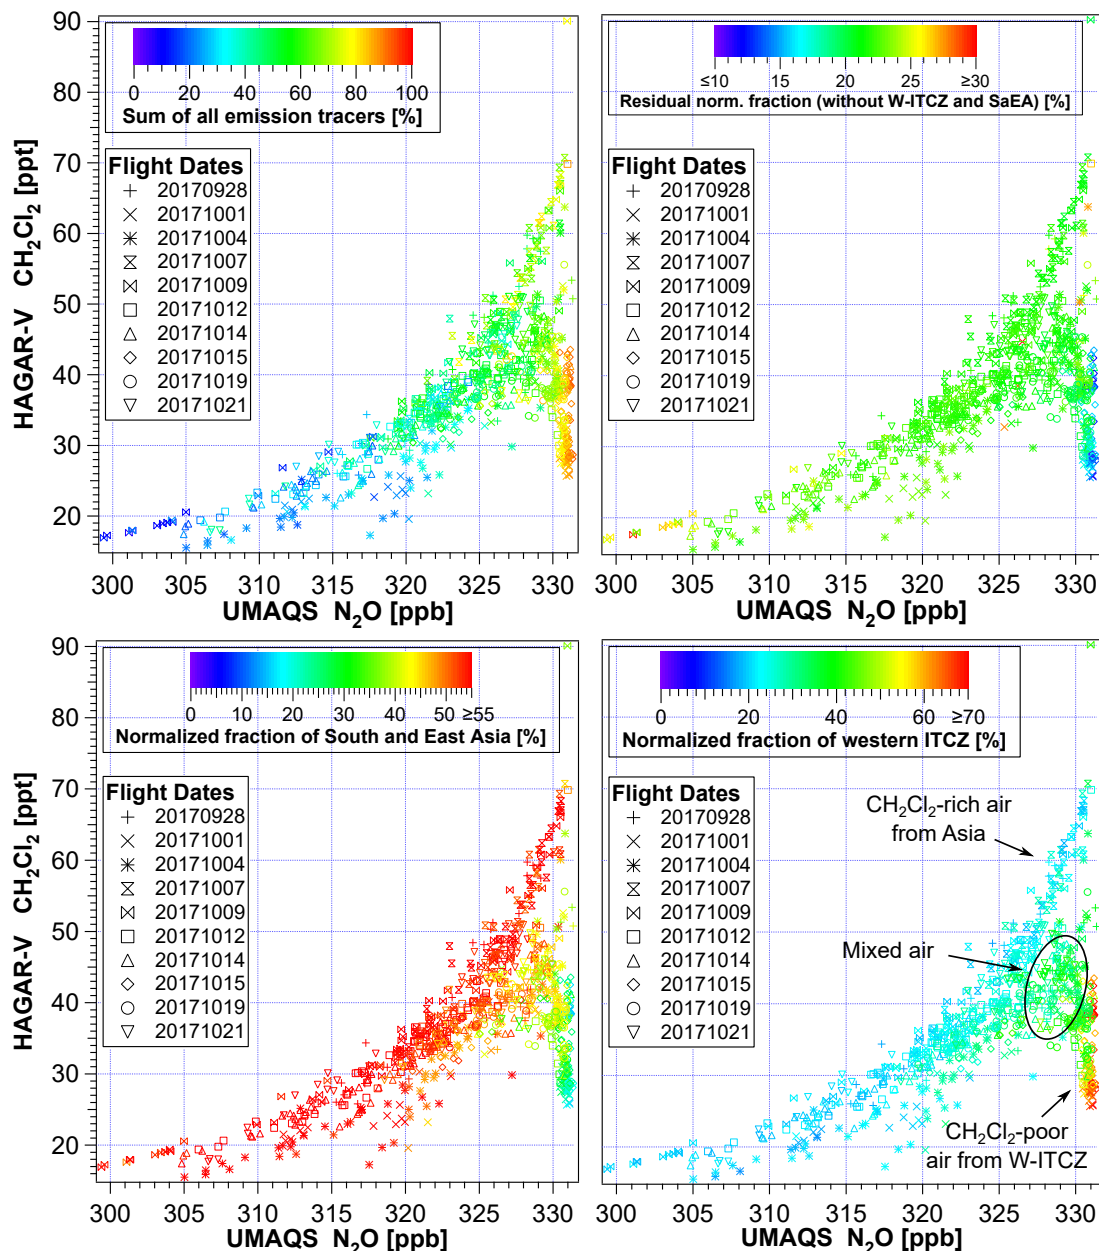 90
80
70
60
50
40
30
20
HAGAR-V CH2Cl2 [ppt]
0 20 40 60 80 100
Sum of all emission tracers [%]
Flight Dates
20170928
20171001
20171004
20171007
20171009
20171012
20171014
20171015
20171019
20171021
300 305 310 315 320 325 330
UMAQS N2O [ppb]
≤10 15 20 25 ≥30
Residual norm. fraction (without W-ITCZ and SaEA) [%]
Flight Dates
20170928
20171001
20171004
20171007
20171009
20171012
20171014
20171015
20171019
20171021
300 305 310 315 320 325 330
UMAQS N2O [ppb]
90
80
70
60
50
40
30
20
HAGAR-V CH2Cl2 [ppt]
0 10 20 30 40 50 ≥55
Normalized fraction of South and East Asia [%]
Flight Dates
20170928
20171001
20171004
20171007
20171009
20171012
20171014
20171015
20171019
20171021
300 305 310 315 320 325 330
UMAQS N2O [ppb]
0 20 40 60 ≥70
Normalized fraction of western ITCZ [%]
Flight Dates
20170928
20171001
20171004
20171007
20171009
20171012
20171014
20171015
20171019
20171021
CH2Cl2-rich air
from Asia
Mixed air
CH2Cl2-poor
air from W-ITCZ
300 305 310 315 320 325 330
UMAQS N2O [ppb]